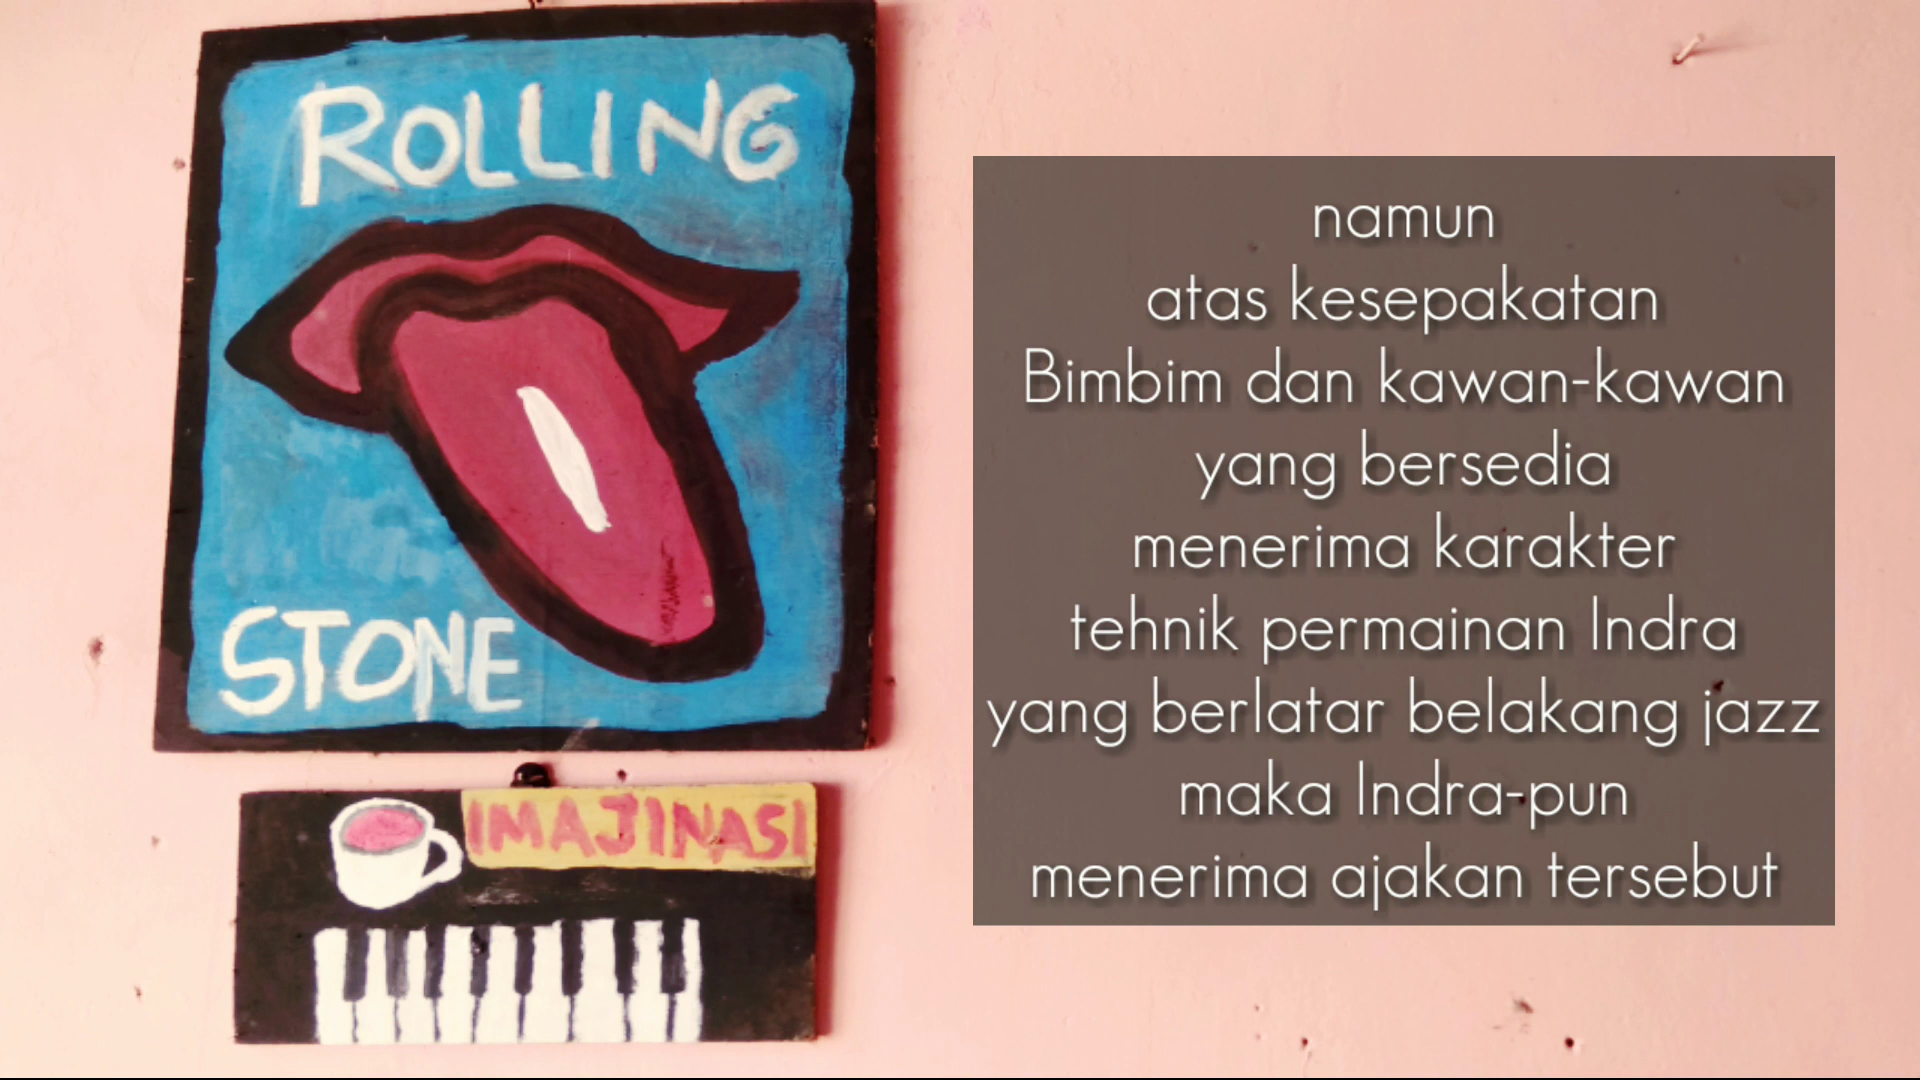 ROLLING
STONE
IMAJINASI
namun
atas kesepakatan
Bimbim dan kawan-kawan
yang bersedia
menerima karakter
tehnik permainan Indra
yang berlatar belakang jazz
maka Indra-pun
menerima ajakan tersebut